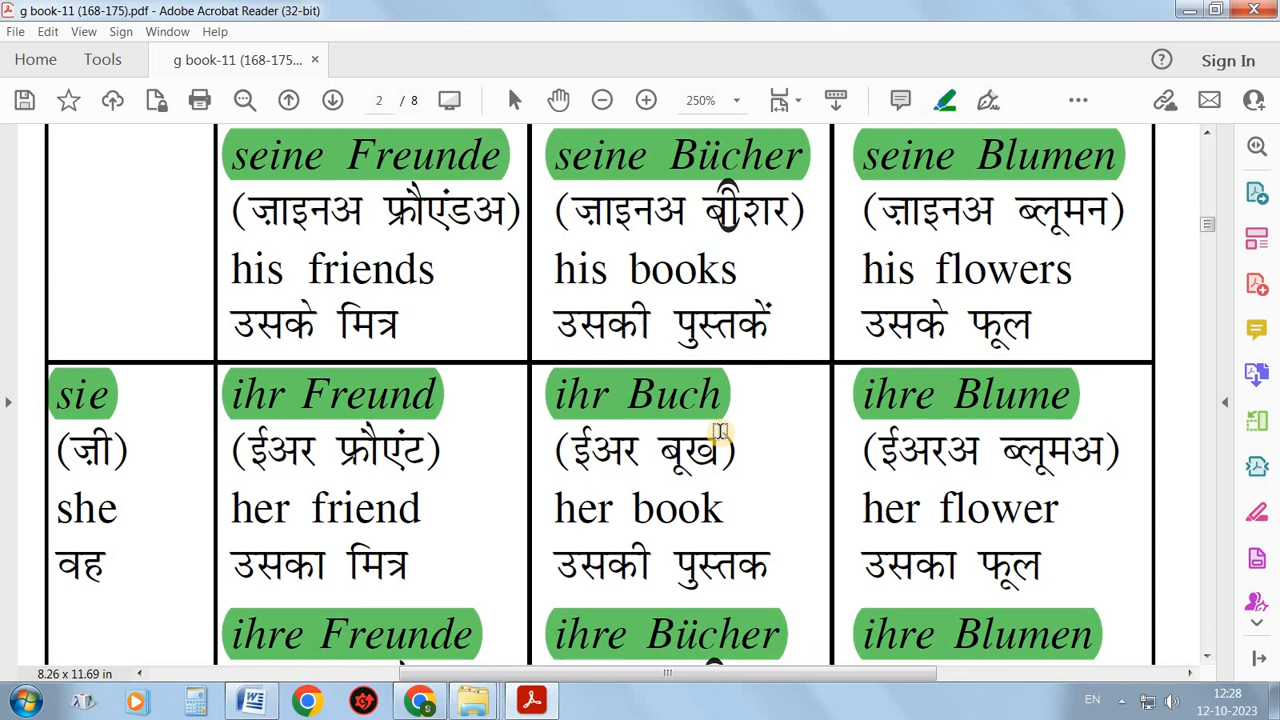 g book-11 (168-175).pdf - Adobe Acrobat Reader (32-bit)
File Edit View Sign Window Help
Home Tools g book-11 (168-175... × Sign In
2 / 8 250%
seine Freunde seine Bücher seine Blumen
(ज़ाइनअ फ्रौएंडअ) (ज़ाइनअ बीशर) (ज़ाइनअ ब्लूमन)
his friends his books his flowers
उसके मित्र उसकी पुस्तकें उसके फूल
sie ihr Freund ihr Buch ihre Blume
(ज़ी) (ईअर फ्रौएंट) (ईअर बूख) (ईअरअ ब्लूमअ)
she her friend her book her flower
वह उसका मित्र उसकी पुस्तक उसका फूल
ihre Freunde ihre Bücher ihre Blumen
8.26 x 11.69 in
EN 12:28
12-10-2023